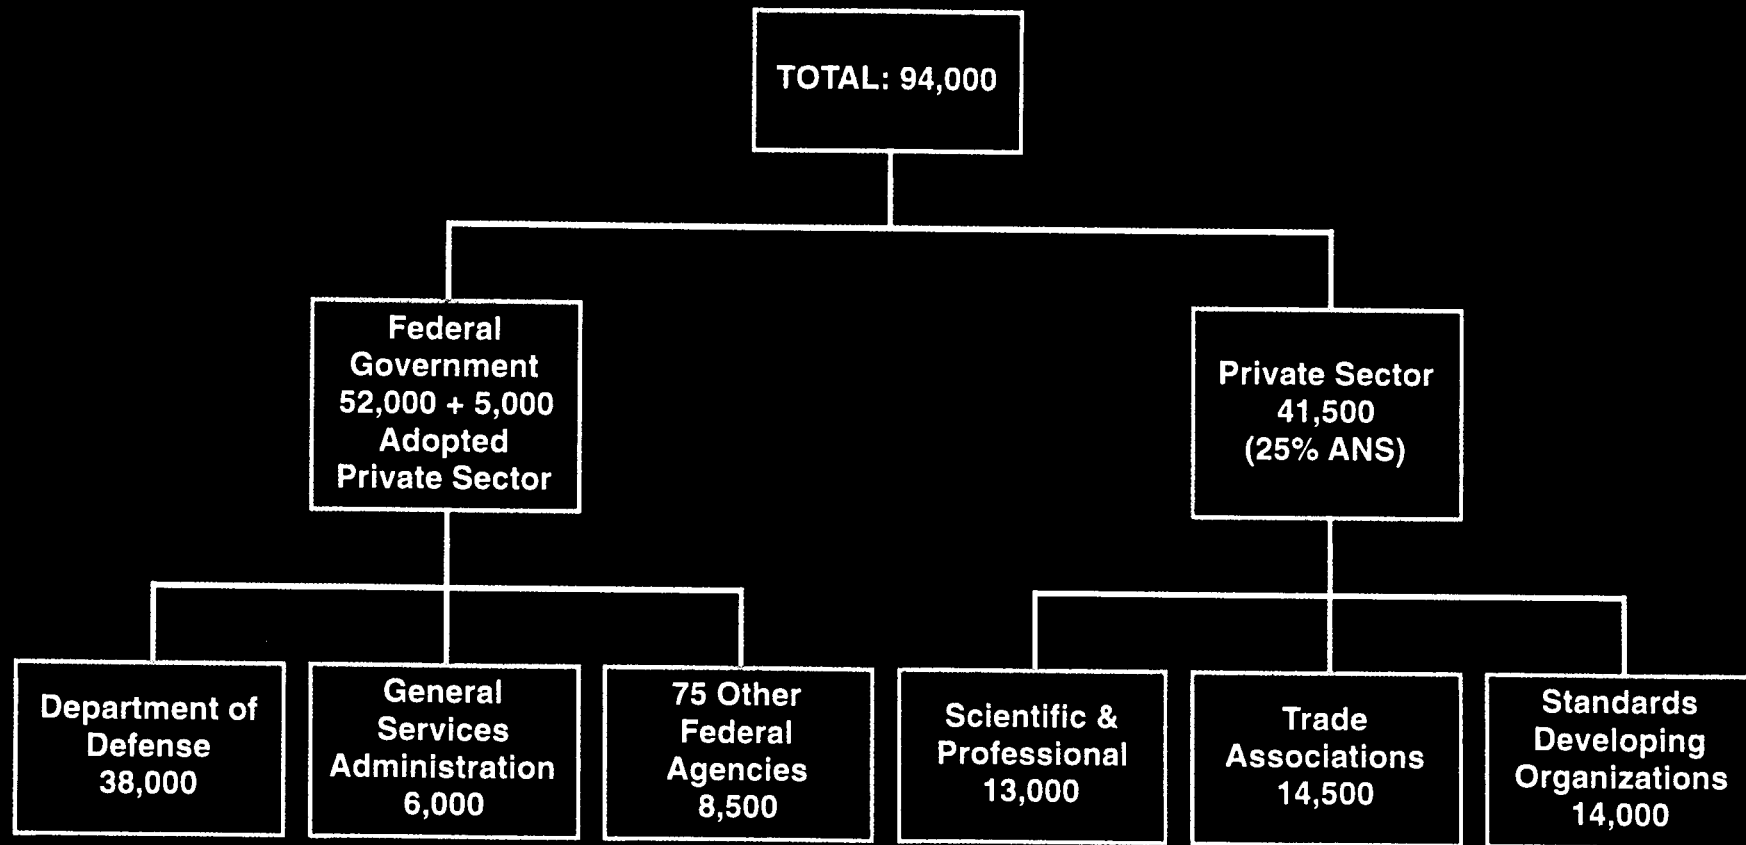 TOTAL: 94,000
Federal
Government
52,000 + 5,000
Adopted
Private Sector
Private Sector
41,500
(25% ANS)
Department of
Defense
38,000
General
Services
Administration
6,000
75 Other
Federal
Agencies
8,500
Scientific &
Professional
13,000
Trade
Associations
14,500
Standards
Developing
Organizations
14,000